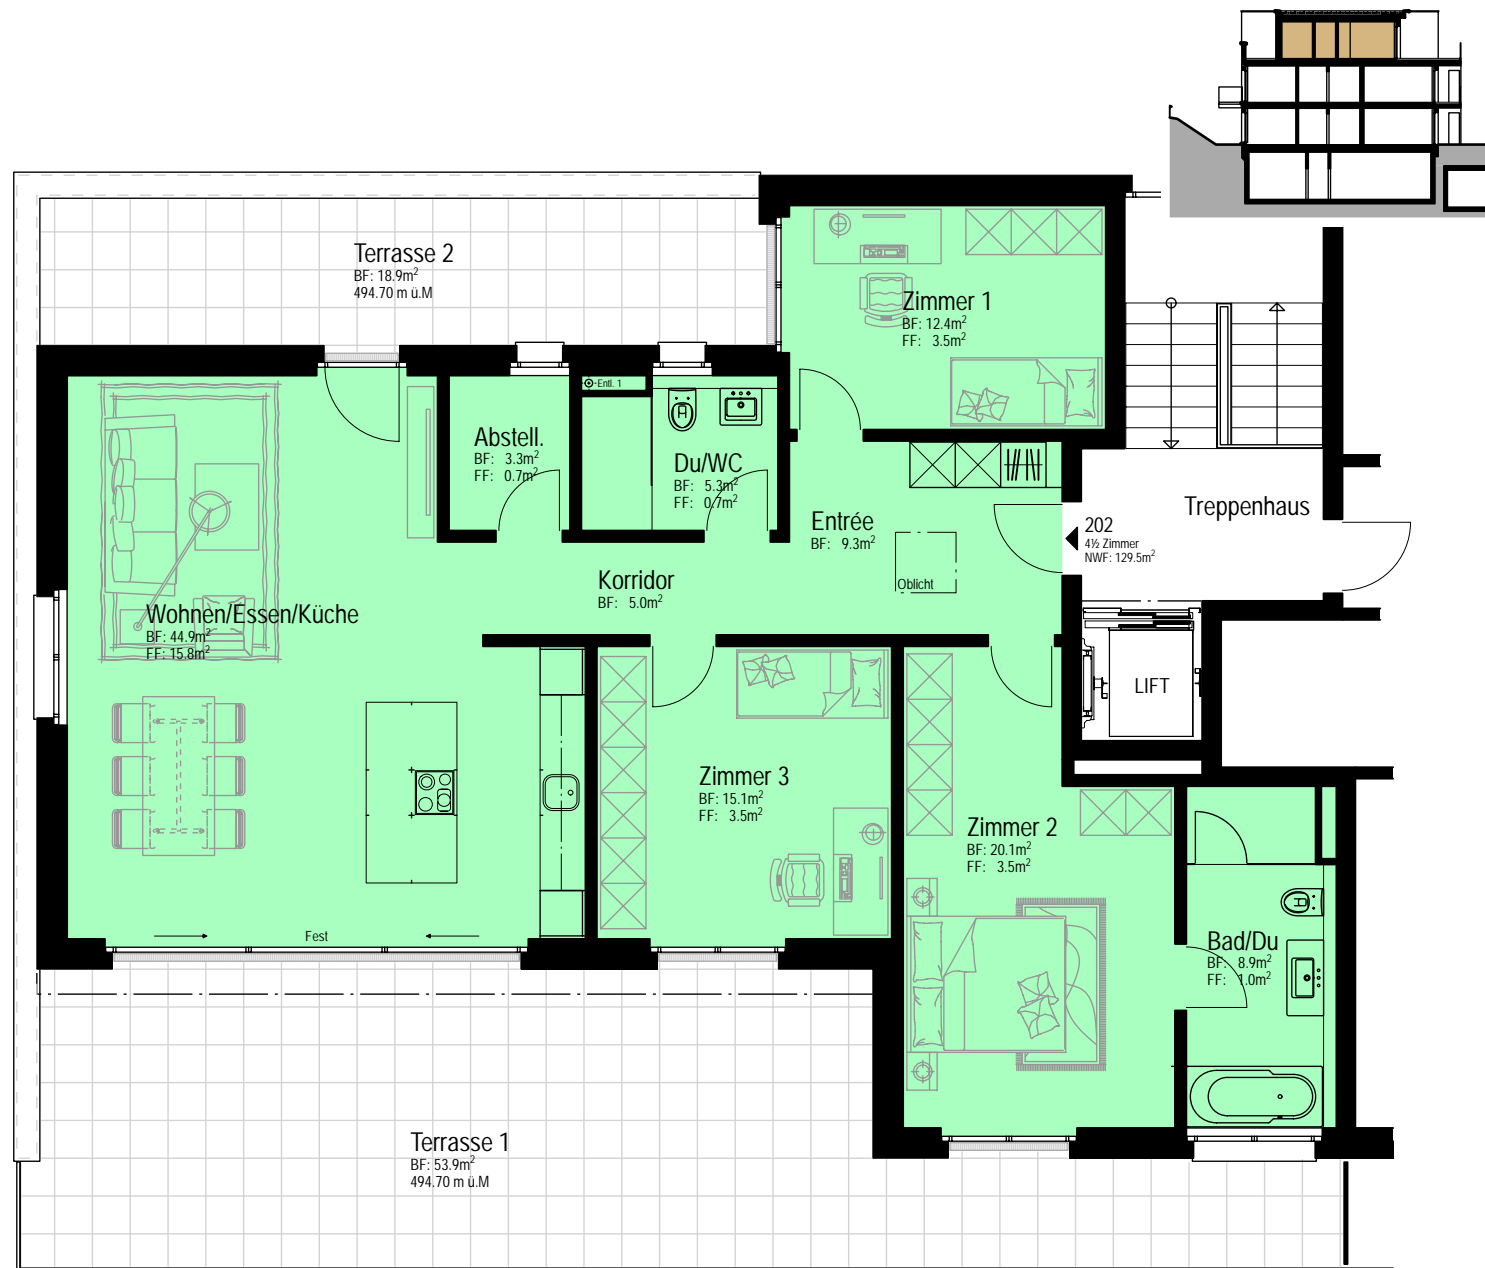 Terrasse 2
BF: 18.9m²
494.70 m ü.M
Zimmer 1
BF: 12.4m²
FF: 3.5m²
Entl. 1
Abstell.
BF: 3.3m²
FF: 0.7m²
Du/WC
BF: 5.3m²
FF: 0.7m²
Entrée
BF: 9.3m²
Oblicht
202
4½ Zimmer
NWF: 129.5m²
Treppenhaus
Korridor
BF: 5.0m²
Wohnen/Essen/Küche
BF: 44.9m²
FF: 15.8m²
LIFT
Zimmer 3
BF: 15.1m²
FF: 3.5m²
Zimmer 2
BF: 20.1m²
FF: 3.5m²
Fest
Bad/Du
BF: 8.9m²
FF: 1.0m²
Terrasse 1
BF: 53.9m²
494.70 m ü.M